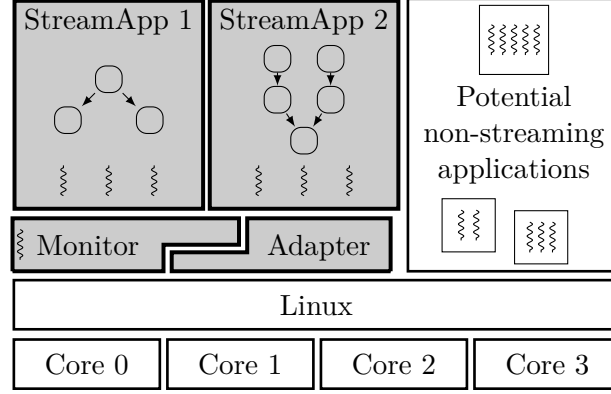 StreamApp 1
StreamApp 2
Potential
non-streaming
applications
Monitor
Adapter
Linux
Core 0
Core 1
Core 2
Core 3